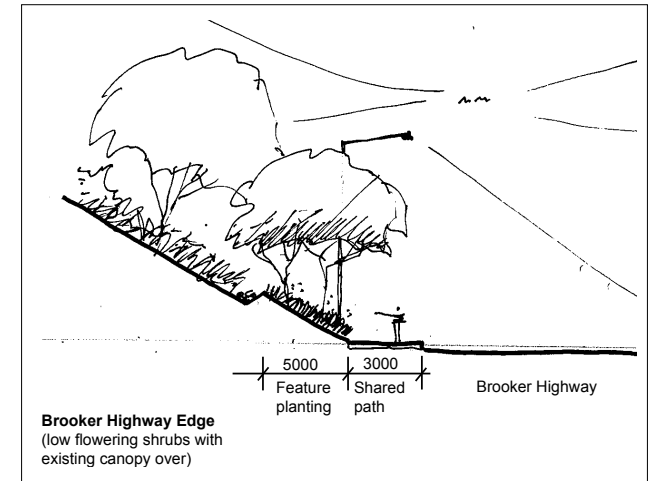 5000
3000
Feature
planting
Shared
path
Brooker Highway
Brooker Highway Edge
(low flowering shrubs with
existing canopy over)